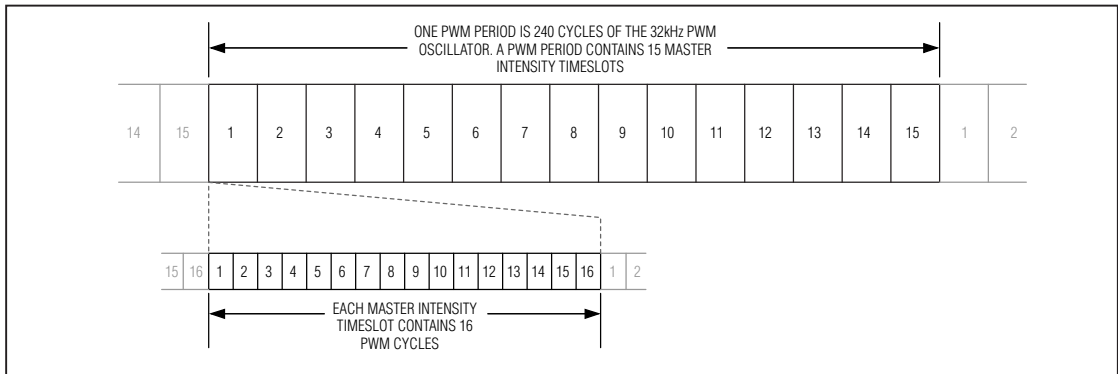 ONE PWM PERIOD IS 240 CYCLES OF THE 32kHz PWM
OSCILLATOR. A PWM PERIOD CONTAINS 15 MASTER
INTENSITY TIMESLOTS
14 15 1 2 3 4 5 6 7 8 9 10 11 12 13 14 15 1 2
15 16 1 2 3 4 5 6 7 8 9 10 11 12 13 14 15 16 1 2
EACH MASTER INTENSITY
TIMESLOT CONTAINS 16
PWM CYCLES